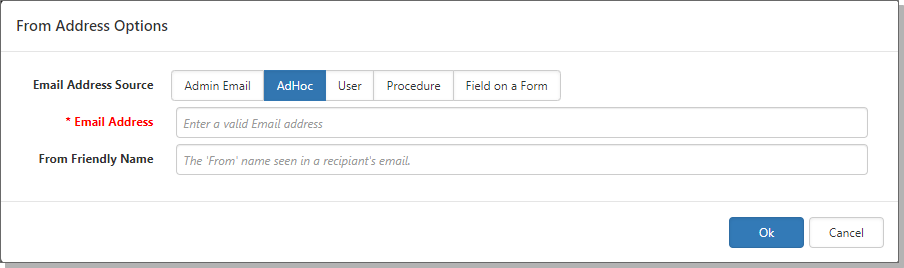 From Address Options
Email Address Source Admin Email AdHoc User Procedure Field on a Form
* Email Address Enter a valid Email address
From Friendly Name The 'From' name seen in a recipiant's email.
Ok Cancel